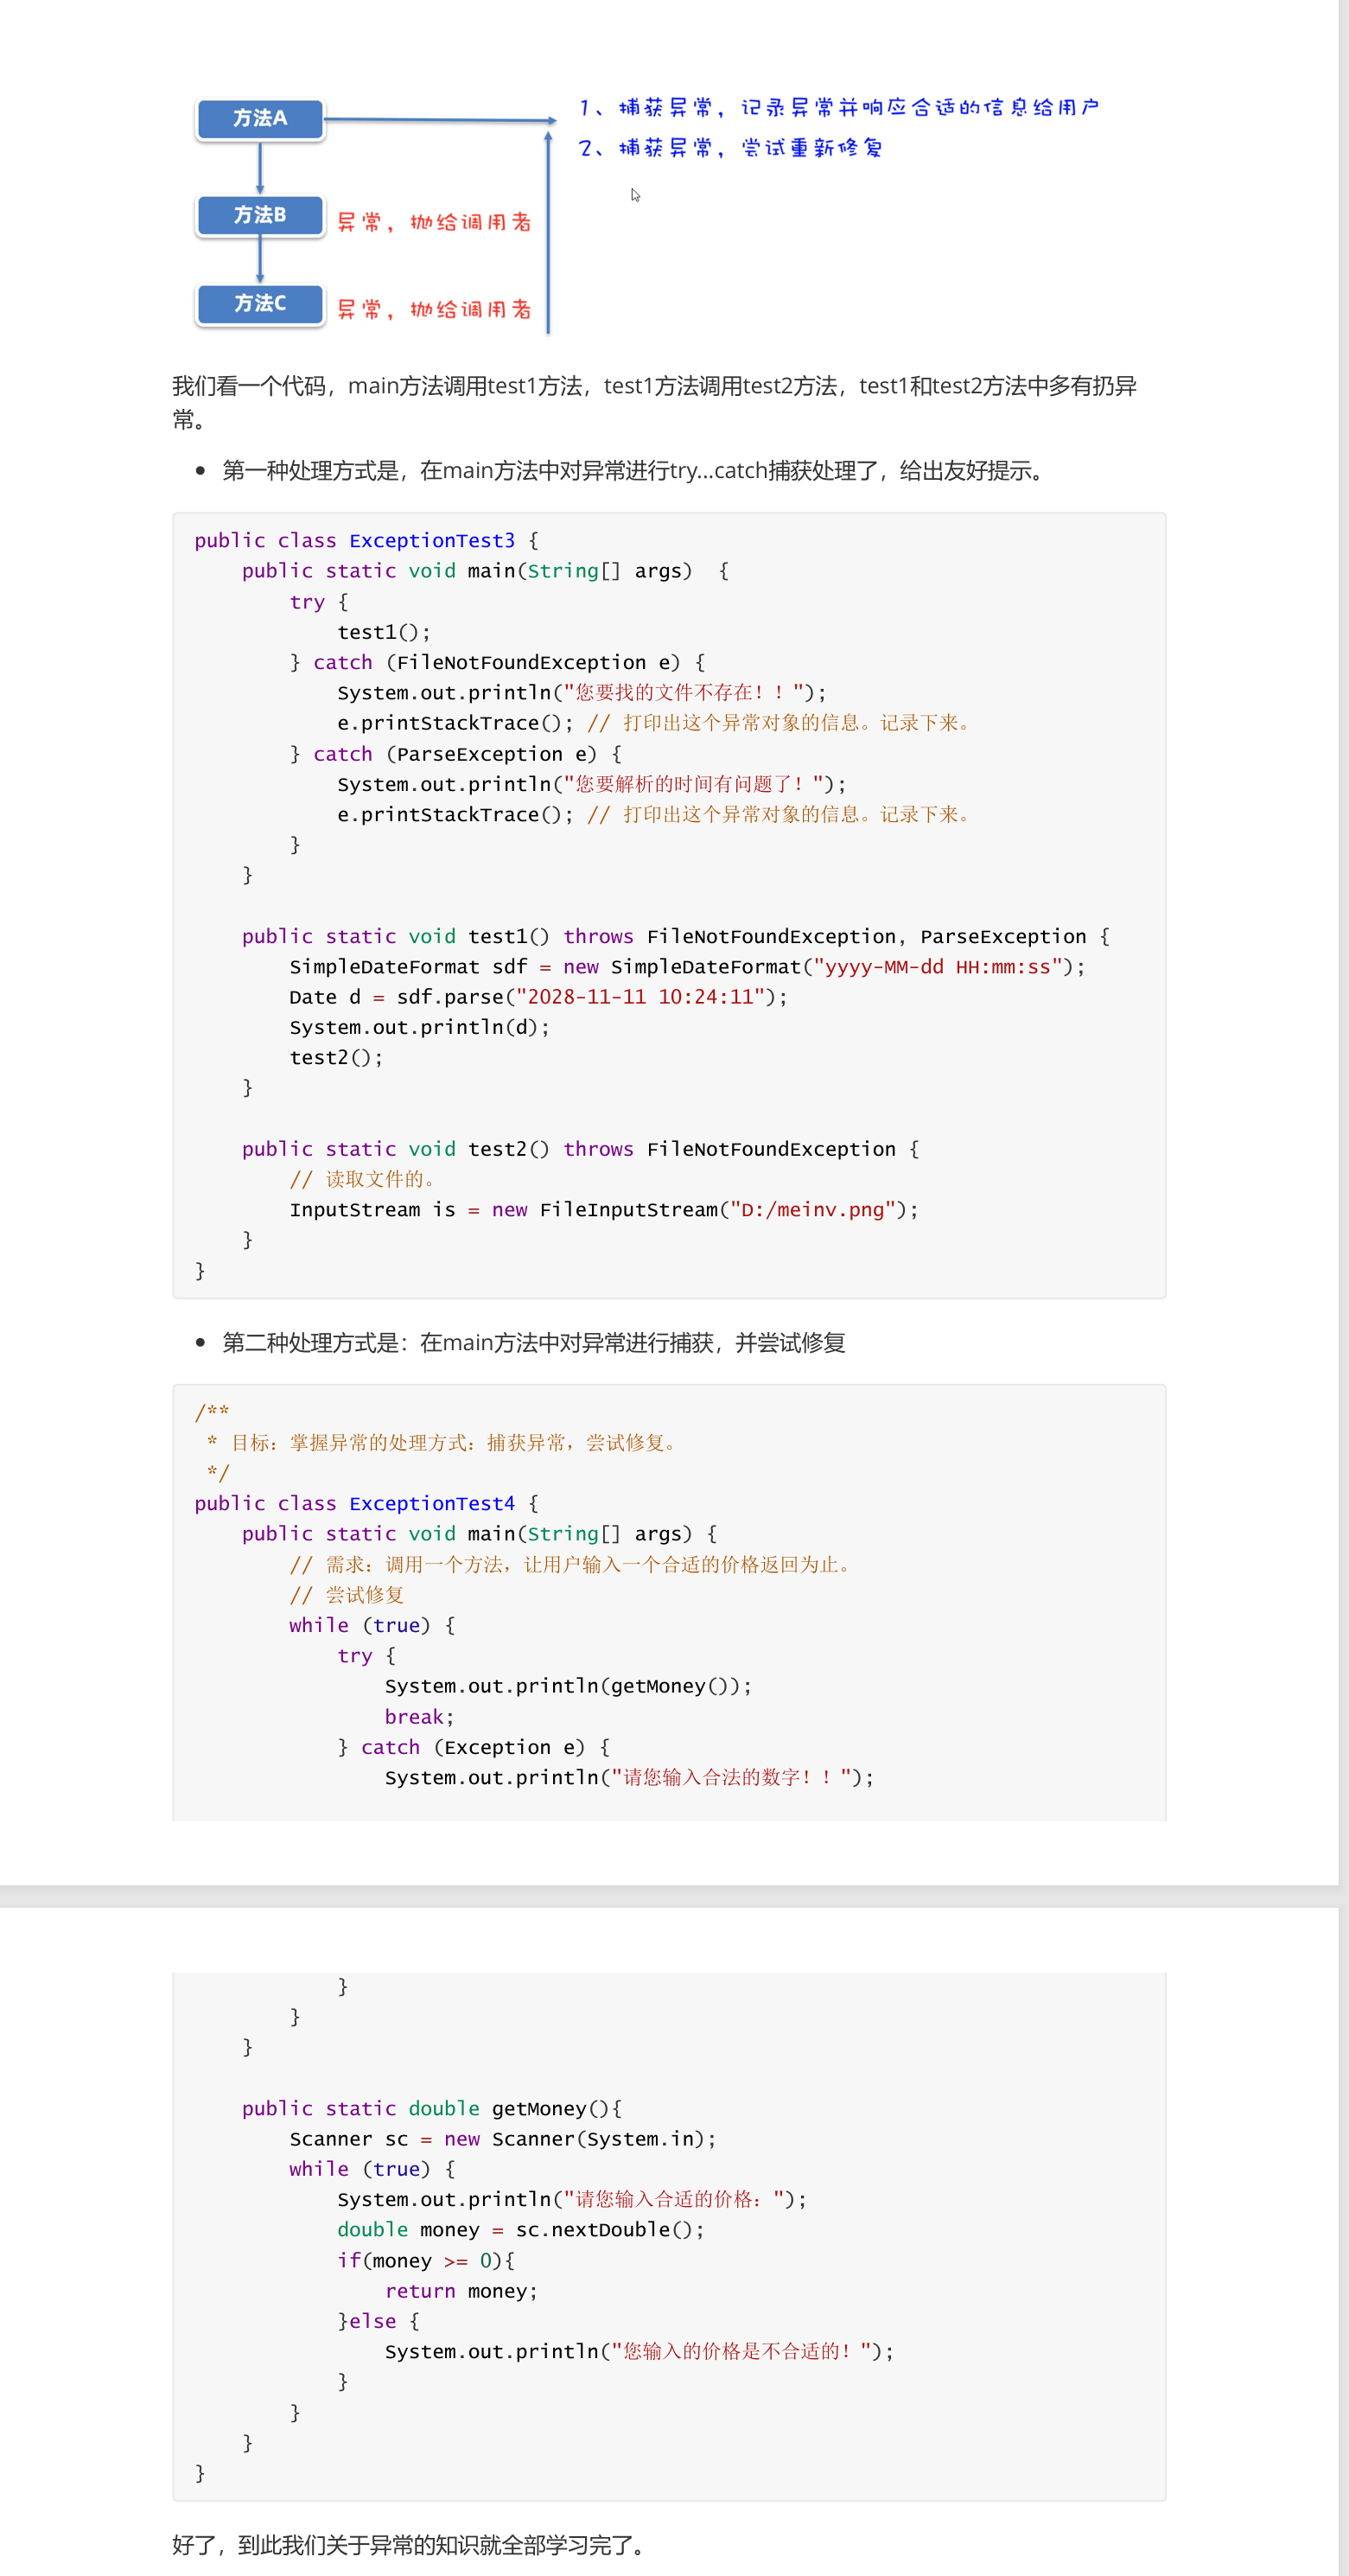 方法A
1、捕获异常，记录异常并响应合适的信息给用户
2、捕获异常，尝试重新修复
方法B
异常，抛给调用者
方法C
异常，抛给调用者
我们看一个代码，main方法调用test1方法，test1方法调用test2方法，test1和test2方法中多有扔异
常。
第一种处理方式是，在main方法中对异常进行try...catch捕获处理了，给出友好提示。
public class ExceptionTest3 {
    public static void main(String[] args)  {
        try {
            test1();
        } catch (FileNotFoundException e) {
            System.out.println("您要找的文件不存在！！");
            e.printStackTrace(); // 打印出这个异常对象的信息。记录下来。
        } catch (ParseException e) {
            System.out.println("您要解析的时间有问题了！");
            e.printStackTrace(); // 打印出这个异常对象的信息。记录下来。
        }
    }
    public static void test1() throws FileNotFoundException, ParseException {
        SimpleDateFormat sdf = new SimpleDateFormat("yyyy-MM-dd HH:mm:ss");
        Date d = sdf.parse("2028-11-11 10:24:11");
        System.out.println(d);
        test2();
    }
    public static void test2() throws FileNotFoundException {
        // 读取文件的。
        InputStream is = new FileInputStream("D:/meinv.png");
    }
}
第二种处理方式是：在main方法中对异常进行捕获，并尝试修复
/**
 * 目标：掌握异常的处理方式：捕获异常，尝试修复。
 */
public class ExceptionTest4 {
    public static void main(String[] args) {
        // 需求：调用一个方法，让用户输入一个合适的价格返回为止。
        // 尝试修复
        while (true) {
            try {
                System.out.println(getMoney());
                break;
            } catch (Exception e) {
                System.out.println("请您输入合法的数字！！");
            }
        }
    }
    public static double getMoney(){
        Scanner sc = new Scanner(System.in);
        while (true) {
            System.out.println("请您输入合适的价格：");
            double money = sc.nextDouble();
            if(money >= 0){
                return money;
            }else {
                System.out.println("您输入的价格是不合适的！");
            }
        }
    }
}
好了，到此我们关于异常的知识就全部学习完了。